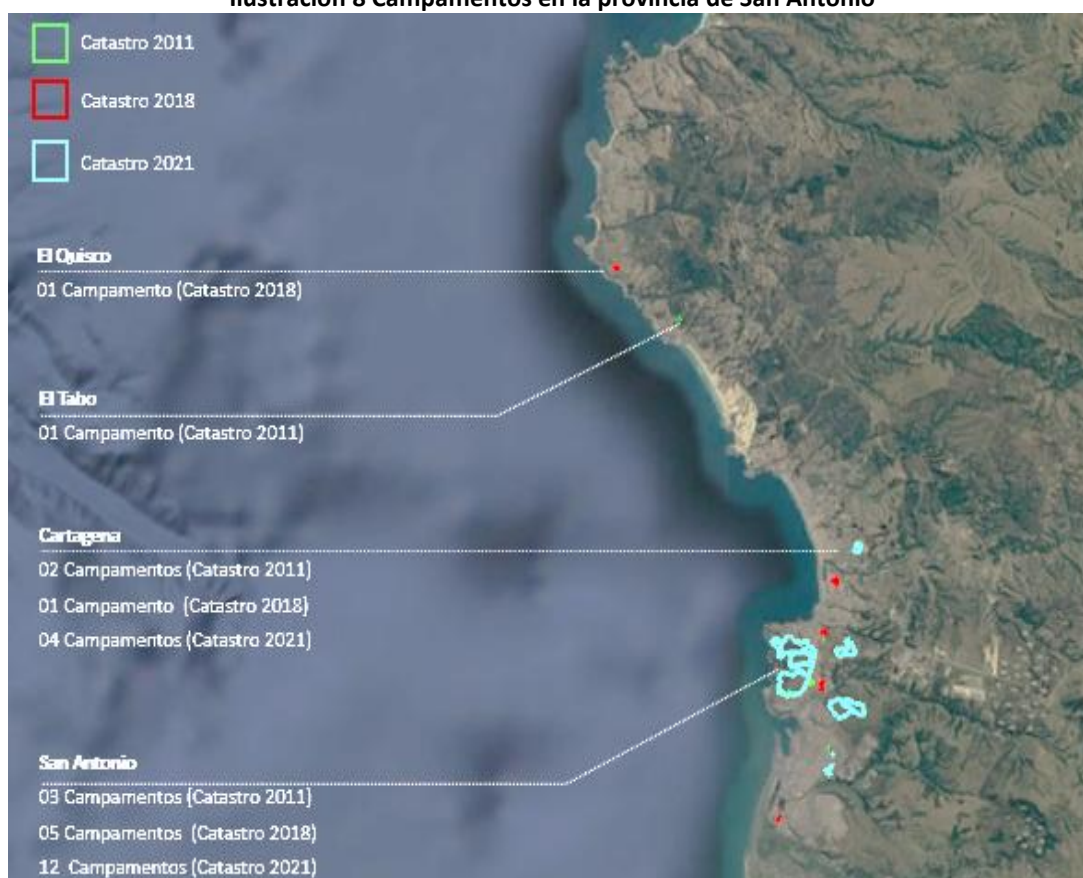 Ilustración 8 Campamentos en la provincia de San Antonio
Catastro 2011
Catastro 2018
Catastro 2021
El Quisco
01 Campamento (Catastro 2018)
El Tabo
01 Campamento (Catastro 2011)
Cartagena
02 Campamentos (Catastro 2011)
01 Campamento (Catastro 2018)
04 Campamentos (Catastro 2021)
San Antonio
03 Campamentos (Catastro 2011)
05 Campamentos (Catastro 2018)
12 Campamentos (Catastro 2021)